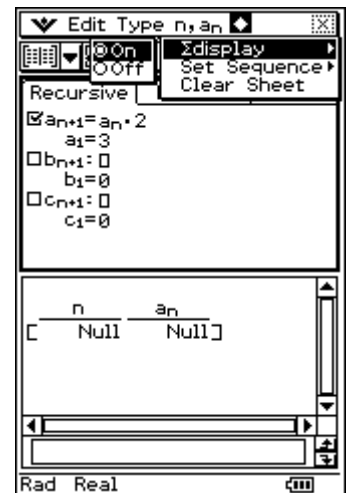 Edit Type n,aₙ
On Σdisplay
Off Set Sequence
Clear Sheet
Recursive
aₙ₊₁=aₙ·2
a₁=3
bₙ₊₁:
b₁=0
cₙ₊₁:
c₁=0
n aₙ
[ Null Null]
Rad Real